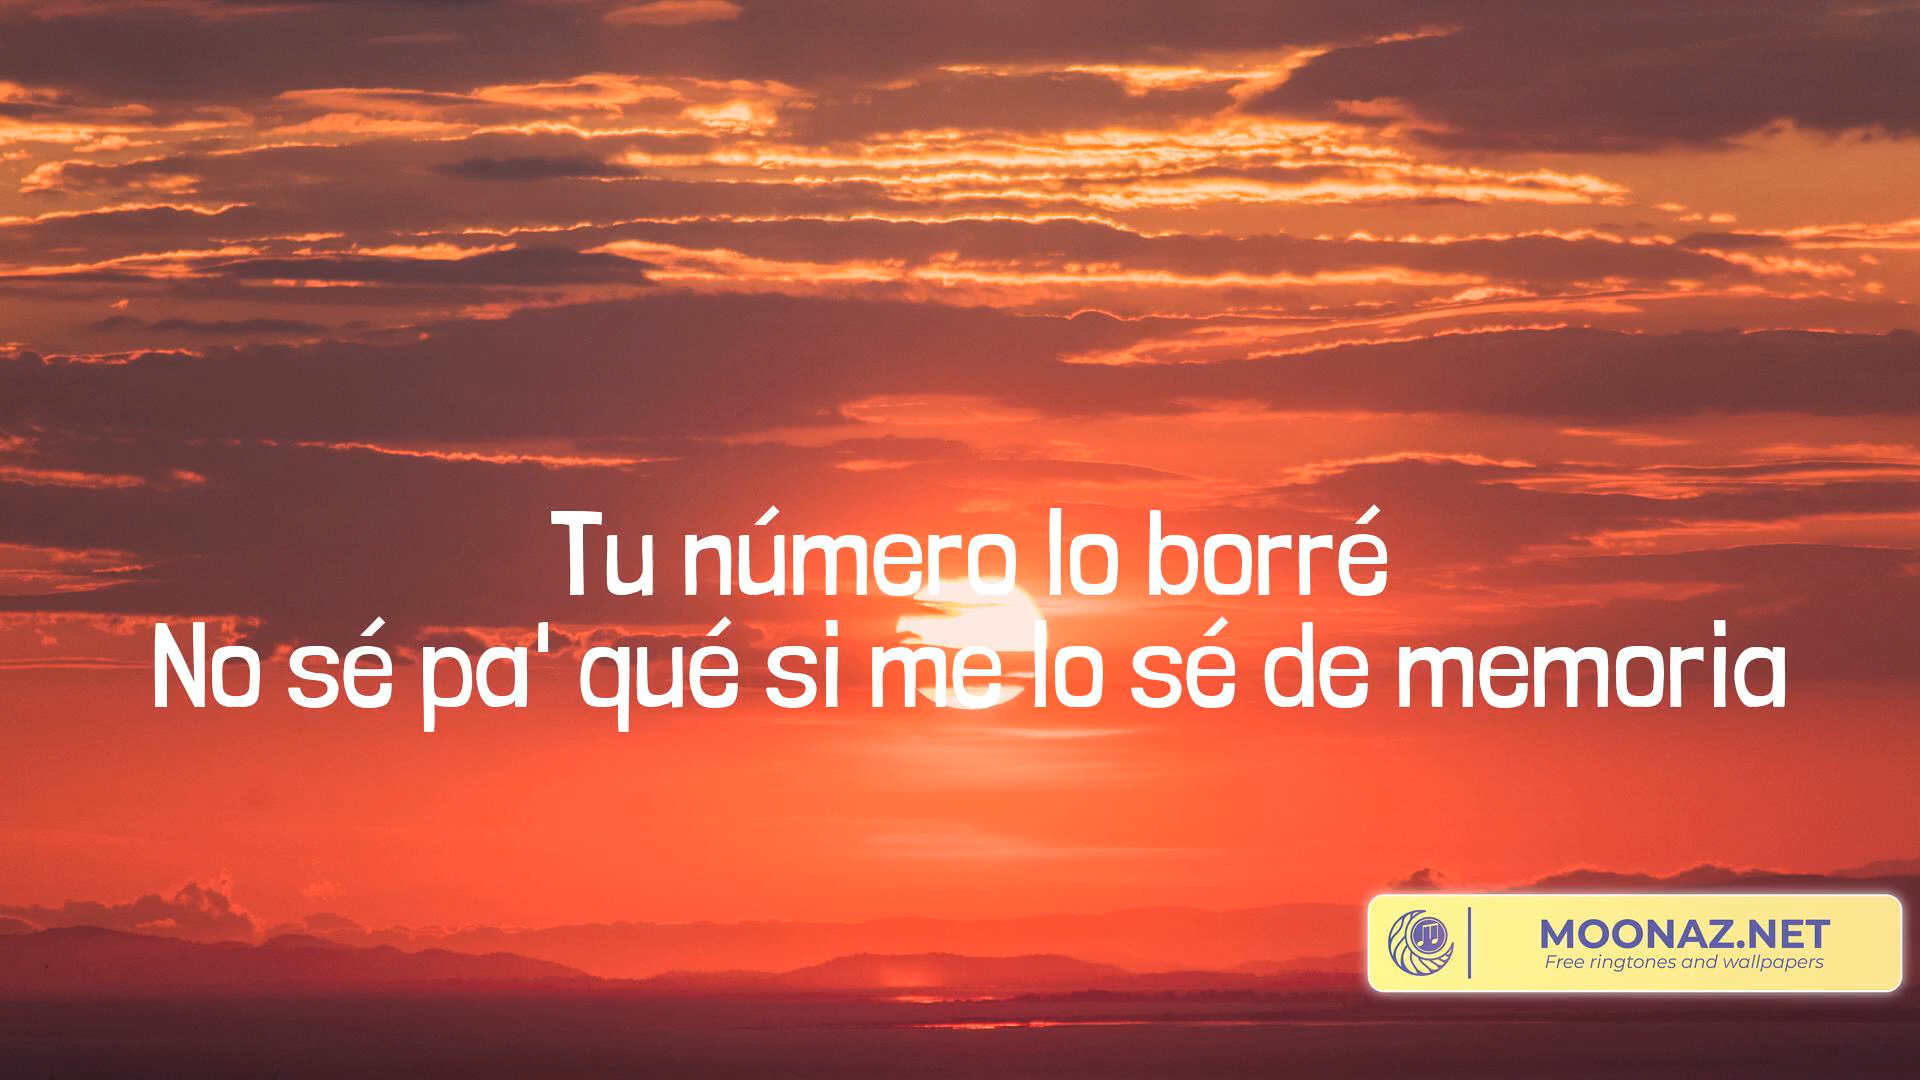 Tu número lo borré
No sé pa' qué si me lo sé de memoria
MOONAZ.NET
Free ringtones and wallpapers